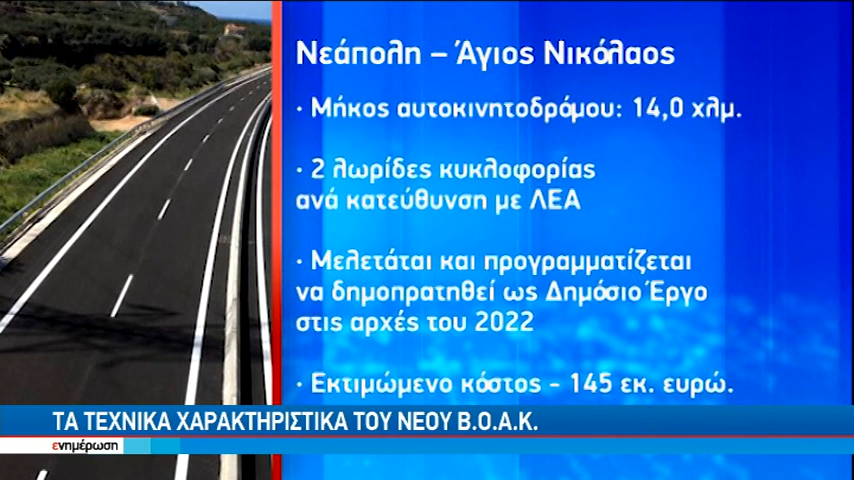 Νεάπολη – Άγιος Νικόλαος
· Μήκος αυτοκινητοδρόμου: 14,0 χλμ.
· 2 λωρίδες κυκλοφορίας
ανά κατεύθυνση με ΛΕΑ
· Μελετάται και προγραμματίζεται
να δημοπρατηθεί ως Δημόσιο Έργο
στις αρχές του 2022
· Εκτιμώμενο κόστος - 145 εκ. ευρώ.
ΤΑ ΤΕΧΝΙΚΑ ΧΑΡΑΚΤΗΡΙΣΤΙΚΑ ΤΟΥ ΝΕΟΥ Β.Ο.Α.Κ.
ενημέρωση